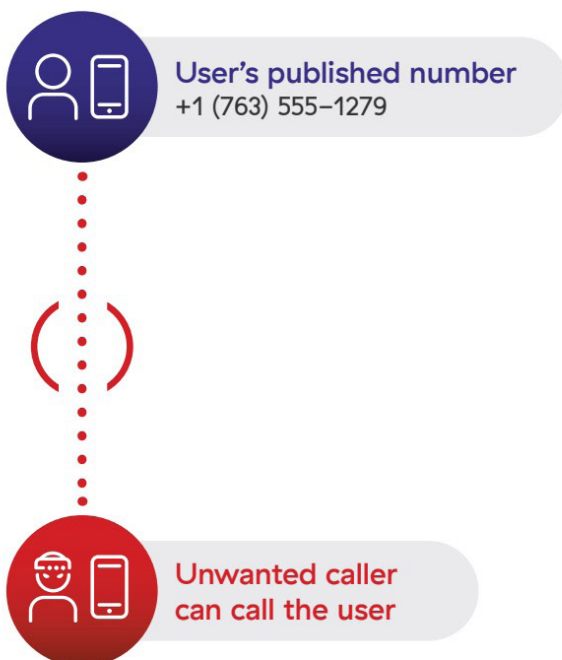 User’s published number
+1 (763) 555–1279
Unwanted caller
can call the user